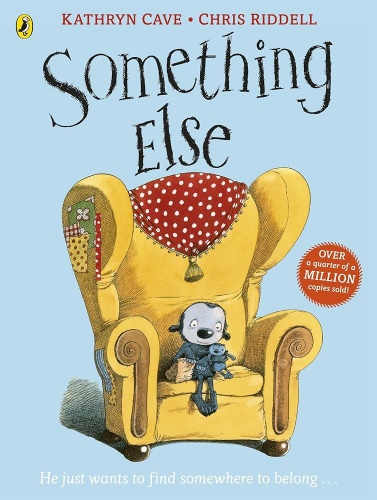 KATHRYN CAVE • CHRIS RIDDELL
Something
Else
OVER
a quarter of a
MILLION
copies sold!
He just wants to find somewhere to belong . . .